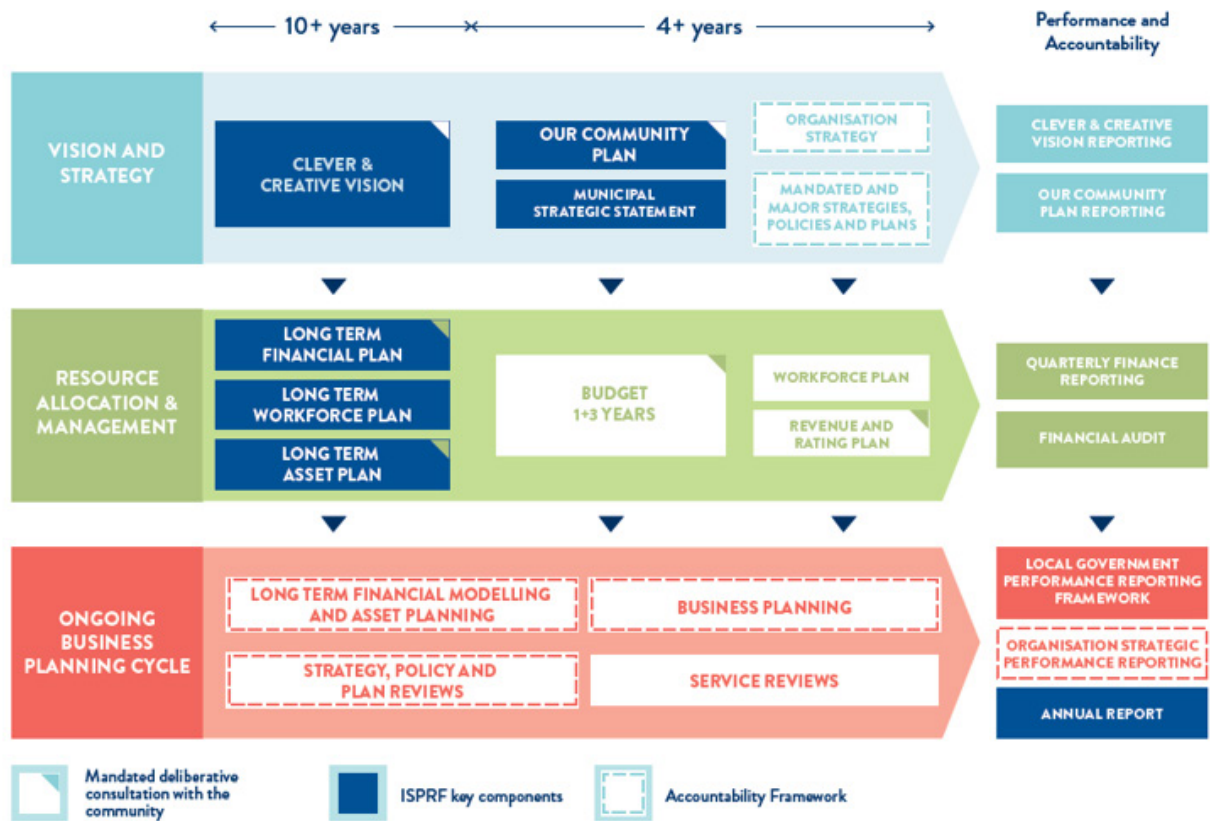 10+ years
4+ years
Performance and
Accountability
VISION AND
STRATEGY
CLEVER &
CREATIVE VISION
OUR COMMUNITY
PLAN
MUNICIPAL
STRATEGIC STATEMENT
ORGANISATION
STRATEGY
MANDATED AND
MAJOR STRATEGIES,
POLICIES AND PLANS
CLEVER & CREATIVE
VISION REPORTING
OUR COMMUNITY
PLAN REPORTING
RESOURCE
ALLOCATION &
MANAGEMENT
LONG TERM
FINANCIAL PLAN
LONG TERM
WORKFORCE PLAN
LONG TERM
ASSET PLAN
BUDGET
1+3 YEARS
WORKFORCE PLAN
REVENUE AND
RATING PLAN
QUARTERLY FINANCE
REPORTING
FINANCIAL AUDIT
ONGOING
BUSINESS
PLANNING CYCLE
LONG TERM FINANCIAL MODELLING
AND ASSET PLANNING
BUSINESS PLANNING
STRATEGY, POLICY AND
PLAN REVIEWS
SERVICE REVIEWS
LOCAL GOVERNMENT
PERFORMANCE REPORTING
FRAMEWORK
ORGANISATION STRATEGIC
PERFORMANCE REPORTING
ANNUAL REPORT
Mandated deliberative
consultation with the
community
ISPRF key components
Accountability Framework